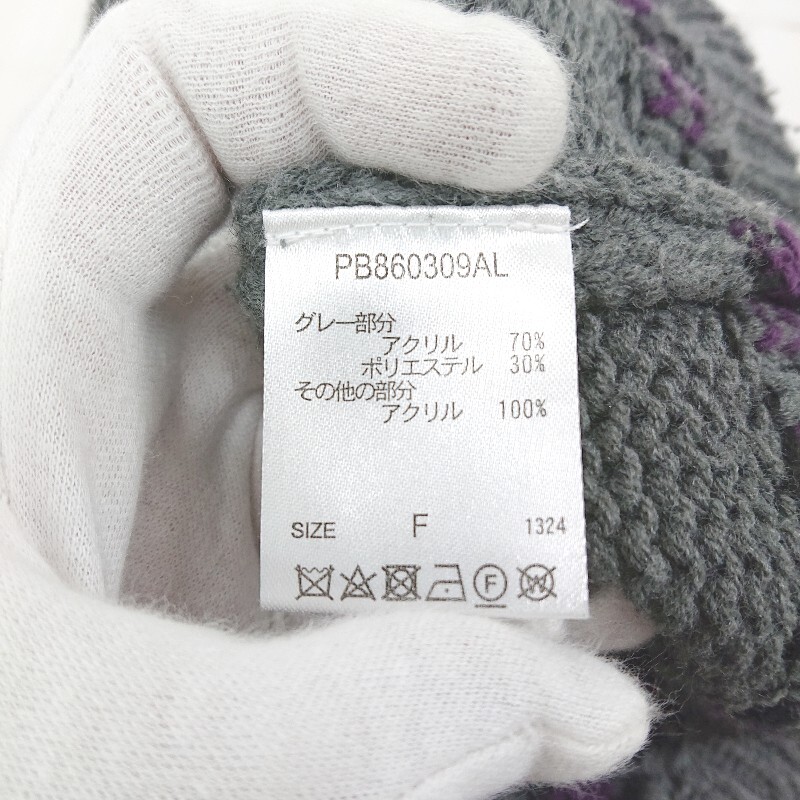 PB860309AL
グレー部分
アクリル 70%
ポリエステル 30%
その他の部分
アクリル 100%
SIZE F 1324
F W